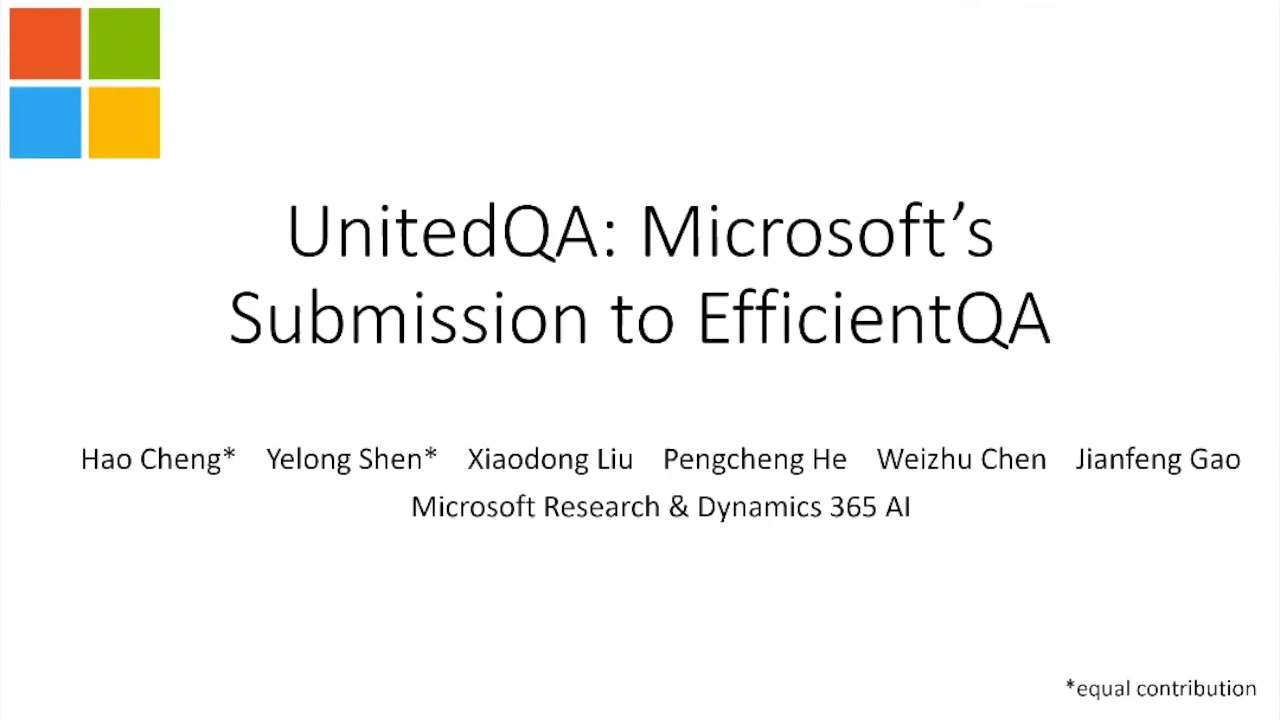 UnitedQA: Microsoft’s
Submission to EfficientQA
Hao Cheng* Yelong Shen* Xiaodong Liu Pengcheng He Weizhu Chen Jianfeng Gao
Microsoft Research & Dynamics 365 AI
*equal contribution